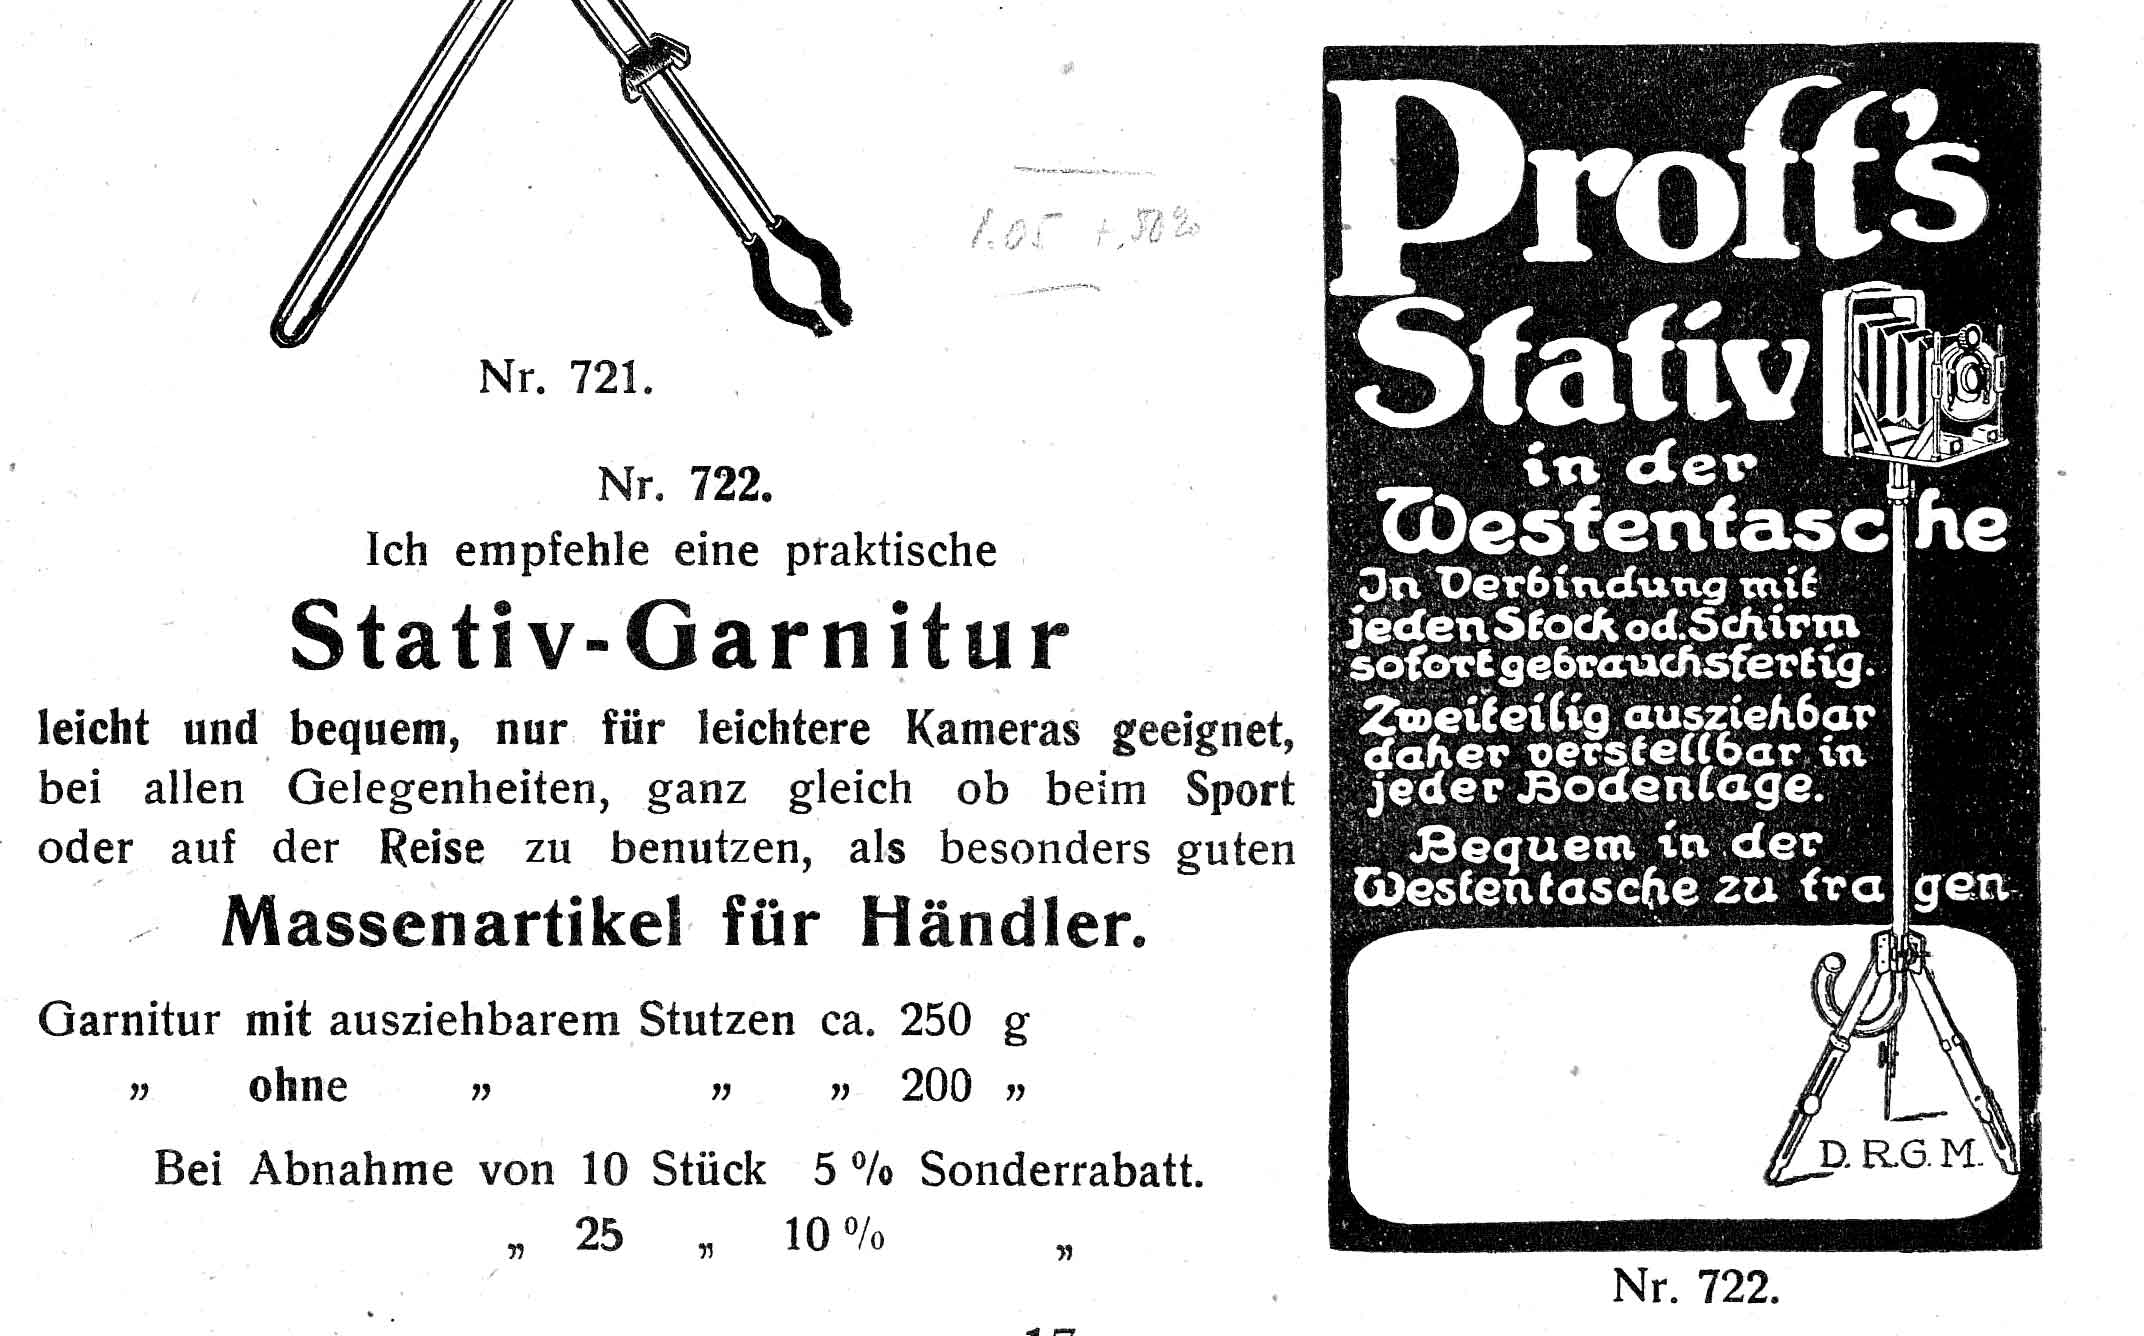 1.05 + 50%
Nr. 721.
Nr. 722.
Ich empfehle eine praktische
Stativ-Garnitur
leicht und bequem, nur für leichtere Kameras geeignet,
bei allen Gelegenheiten, ganz gleich ob beim Sport
oder auf der Reise zu benutzen, als besonders guten
Massenartikel für Händler.
Garnitur mit ausziehbarem Stutzen ca. 250 g
„ ohne „ „ „ 200 „
Bei Abnahme von 10 Stück 5 % Sonderrabatt.
„ 25 „ 10 % „
Proft's
Stativ
in der
Westentasche
In Verbindung mit
jeden Stock od. Schirm
sofort gebrauchsfertig.
Zweiteilig ausziehbar
daher verstellbar in
jeder Bodenlage.
Bequem in der
Westentasche zu tragen
D.R.G.M.
Nr. 722.